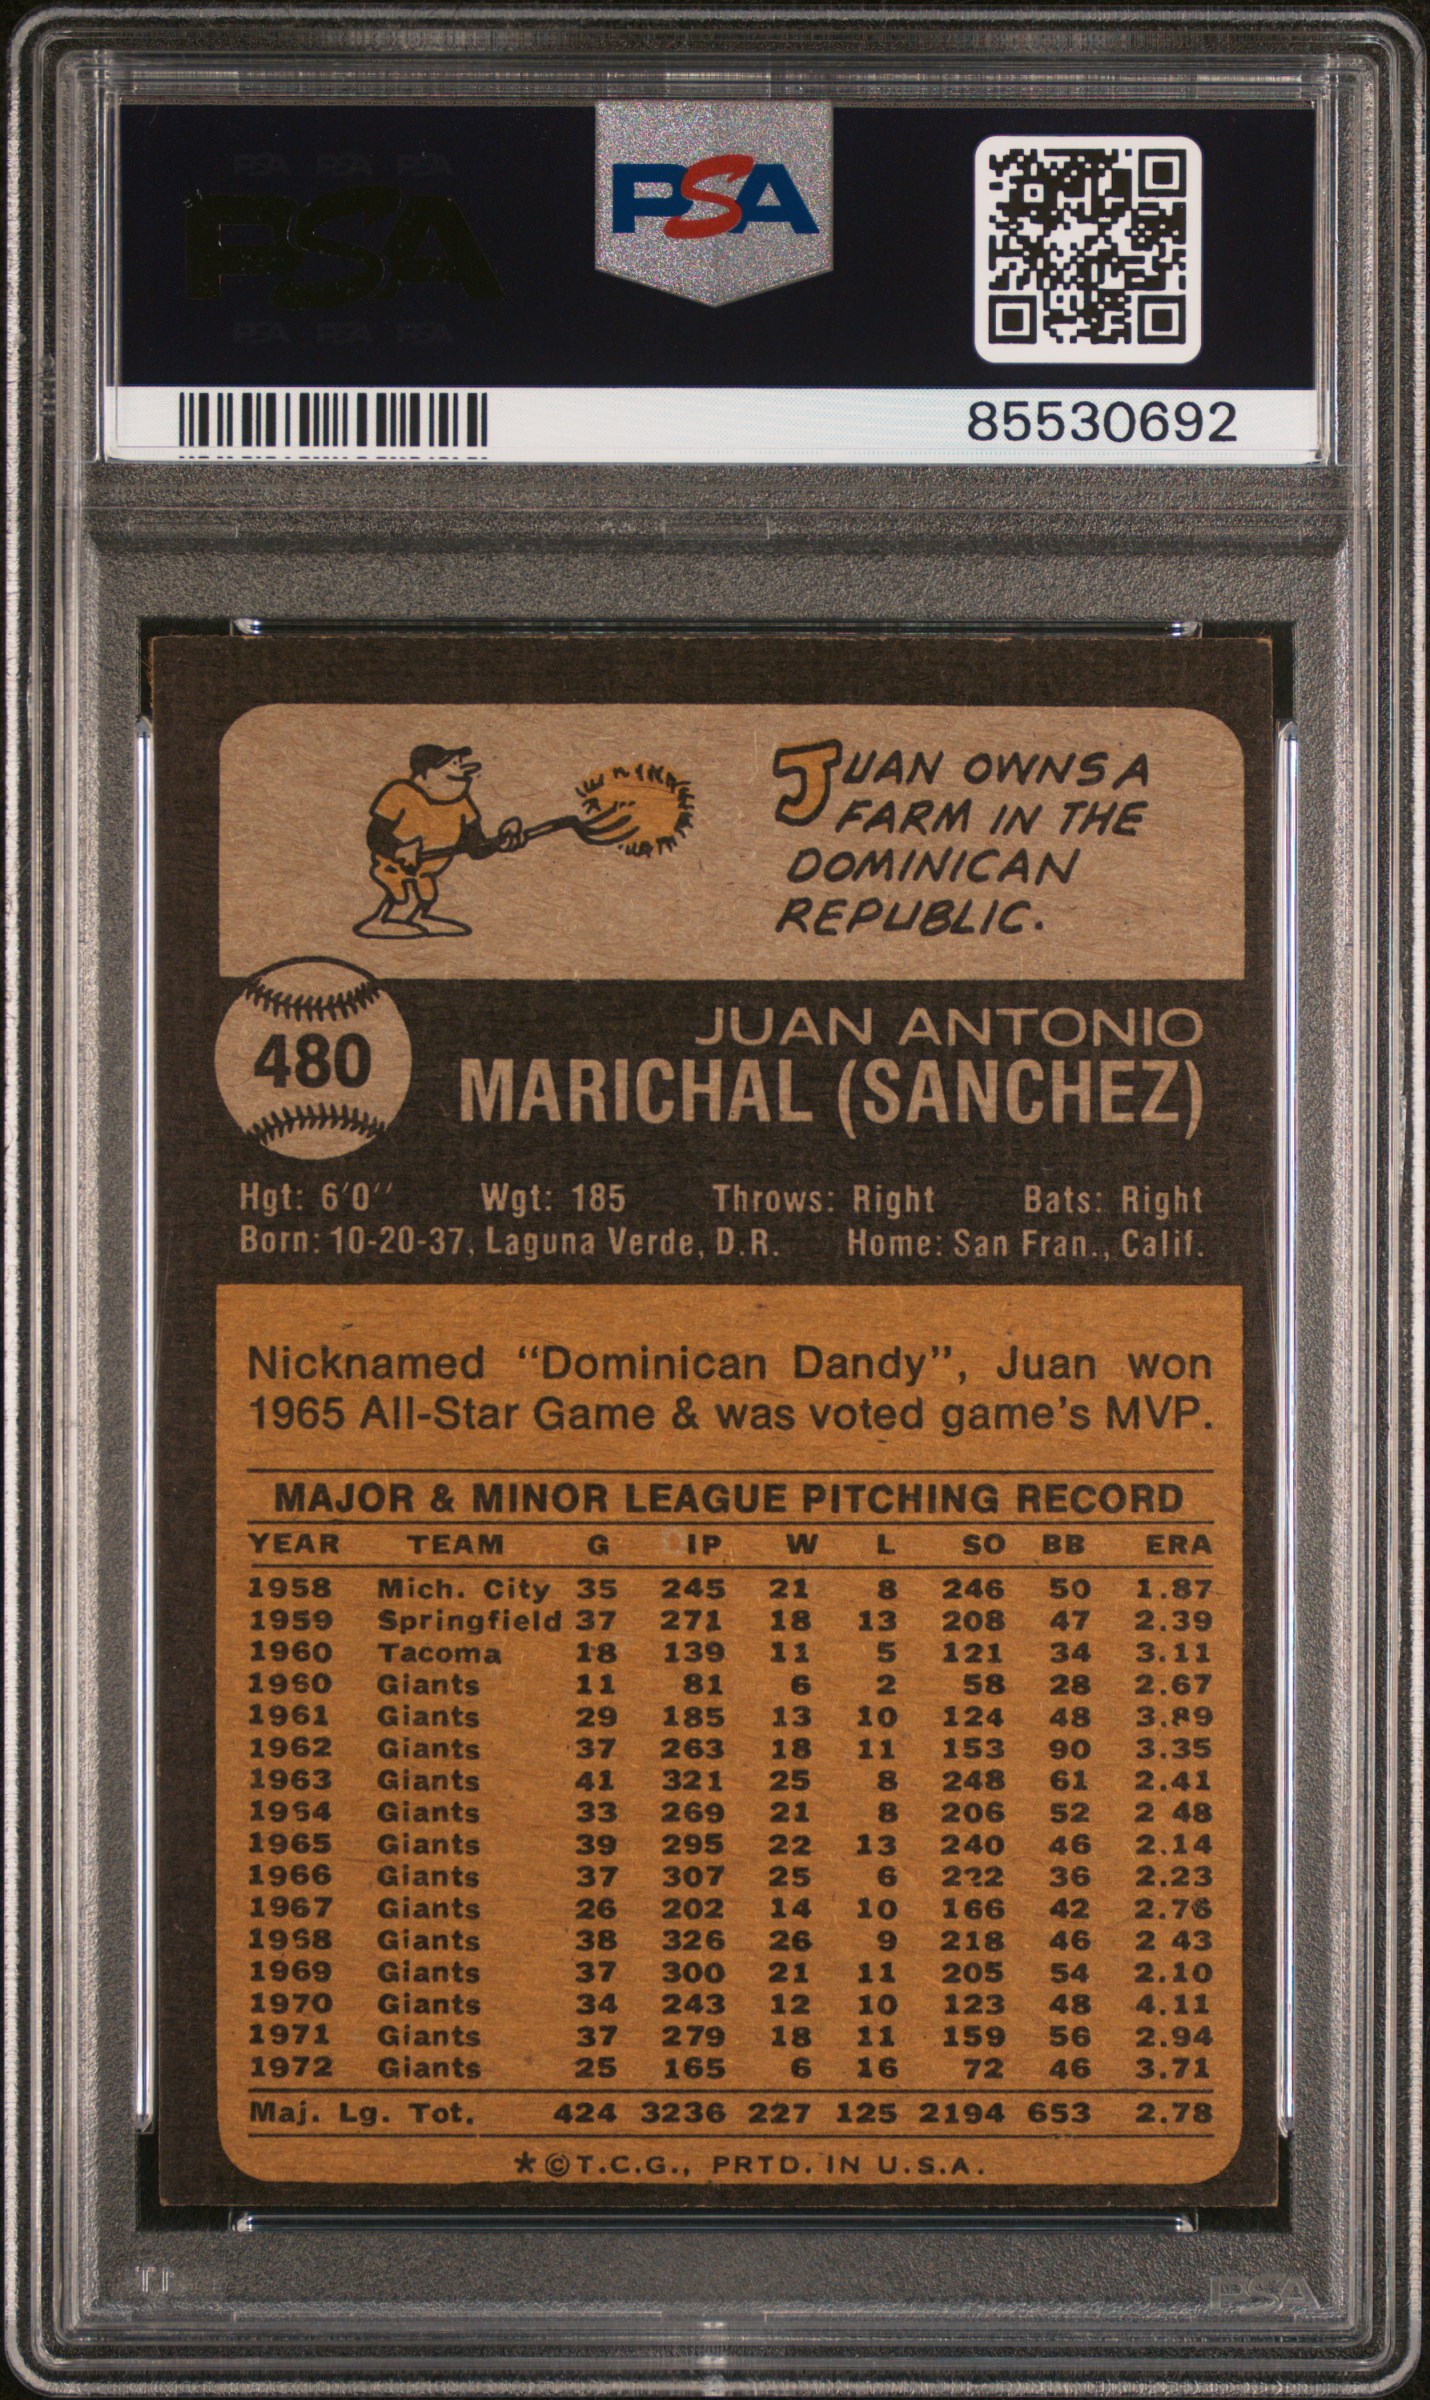 PSA PSA PSA
PSA
PSA PSA PSA
PSA
85530692
JUAN OWNS A
FARM IN THE
DOMINICAN
REPUBLIC.
480
JUAN ANTONIO
MARICHAL (SANCHEZ)
Hgt: 6'0'' Wgt: 185 Throws: Right Bats: Right
Born: 10-20-37, Laguna Verde, D.R. Home: San Fran., Calif.
Nicknamed "Dominican Dandy", Juan won
1965 All-Star Game & was voted game's MVP.
MAJOR & MINOR LEAGUE PITCHING RECORD
YEAR TEAM G IP W L SO BB ERA
1958 Mich. City 35 245 21 8 246 50 1.87
1959 Springfield 37 271 18 13 208 47 2.39
1960 Tacoma 18 139 11 5 121 34 3.11
1960 Giants 11 81 6 2 58 28 2.67
1961 Giants 29 185 13 10 124 48 3.89
1962 Giants 37 263 18 11 153 90 3.35
1963 Giants 41 321 25 8 248 61 2.41
1964 Giants 33 269 21 8 206 52 2 48
1965 Giants 39 295 22 13 240 46 2.14
1966 Giants 37 307 25 6 222 36 2.23
1967 Giants 26 202 14 10 166 42 2.76
1968 Giants 38 326 26 9 218 46 2 43
1969 Giants 37 300 21 11 205 54 2.10
1970 Giants 34 243 12 10 123 48 4.11
1971 Giants 37 279 18 11 159 56 2.94
1972 Giants 25 165 6 16 72 46 3.71
Maj. Lg. Tot. 424 3236 227 125 2194 653 2.78
*©T.C.G., PRTD. IN U.S.A.
PSA